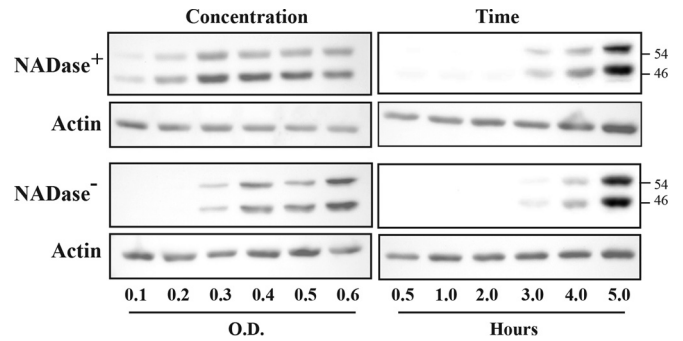 Concentration Time
NADase+ 54
46
Actin
NADase- 54
46
Actin
0.1 0.2 0.3 0.4 0.5 0.6 0.5 1.0 2.0 3.0 4.0 5.0
O.D. Hours